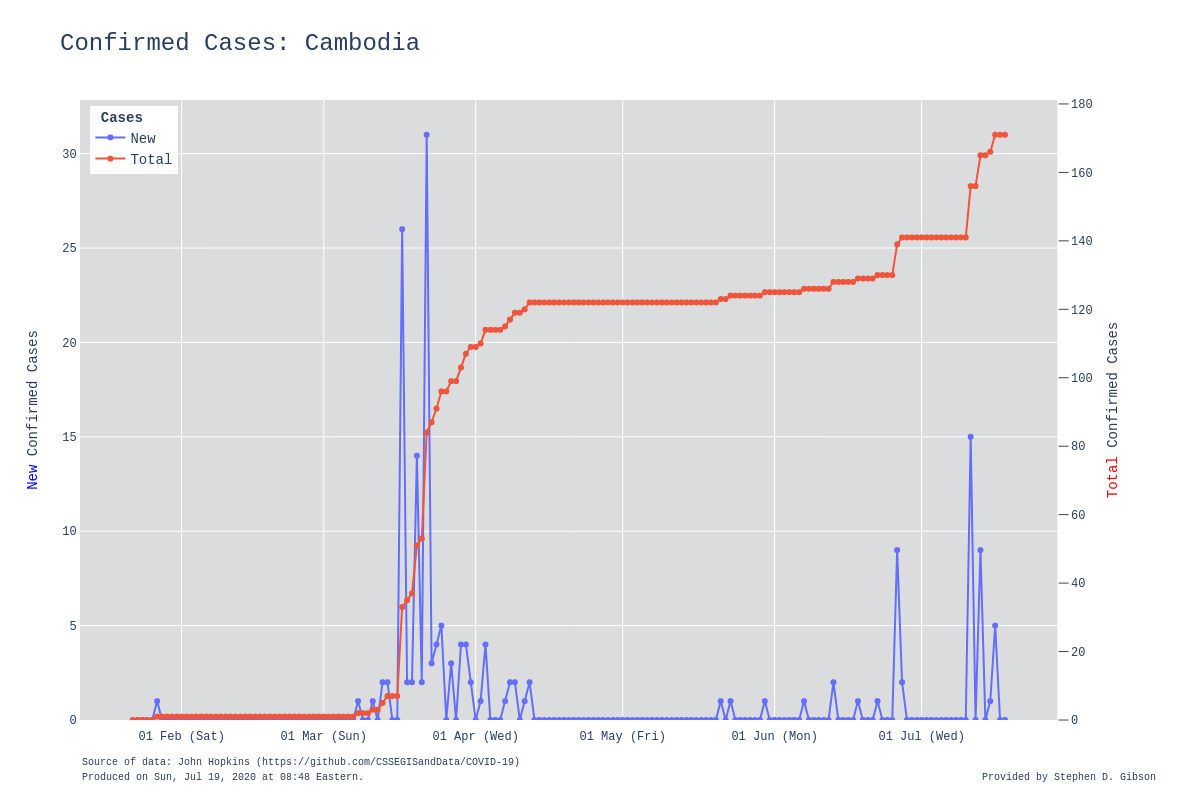 Confirmed Cases: Cambodia
Cases
New
Total
30
25
20
15
10
5
0
180
160
140
120
100
80
60
40
20
0
New Confirmed Cases
Total Confirmed Cases
01 Feb (Sat)
01 Mar (Sun)
01 Apr (Wed)
01 May (Fri)
01 Jun (Mon)
01 Jul (Wed)
Source of data: John Hopkins (https://github.com/CSSEGISandData/COVID-19)
Produced on Sun, Jul 19, 2020 at 08:48 Eastern.
Provided by Stephen D. Gibson